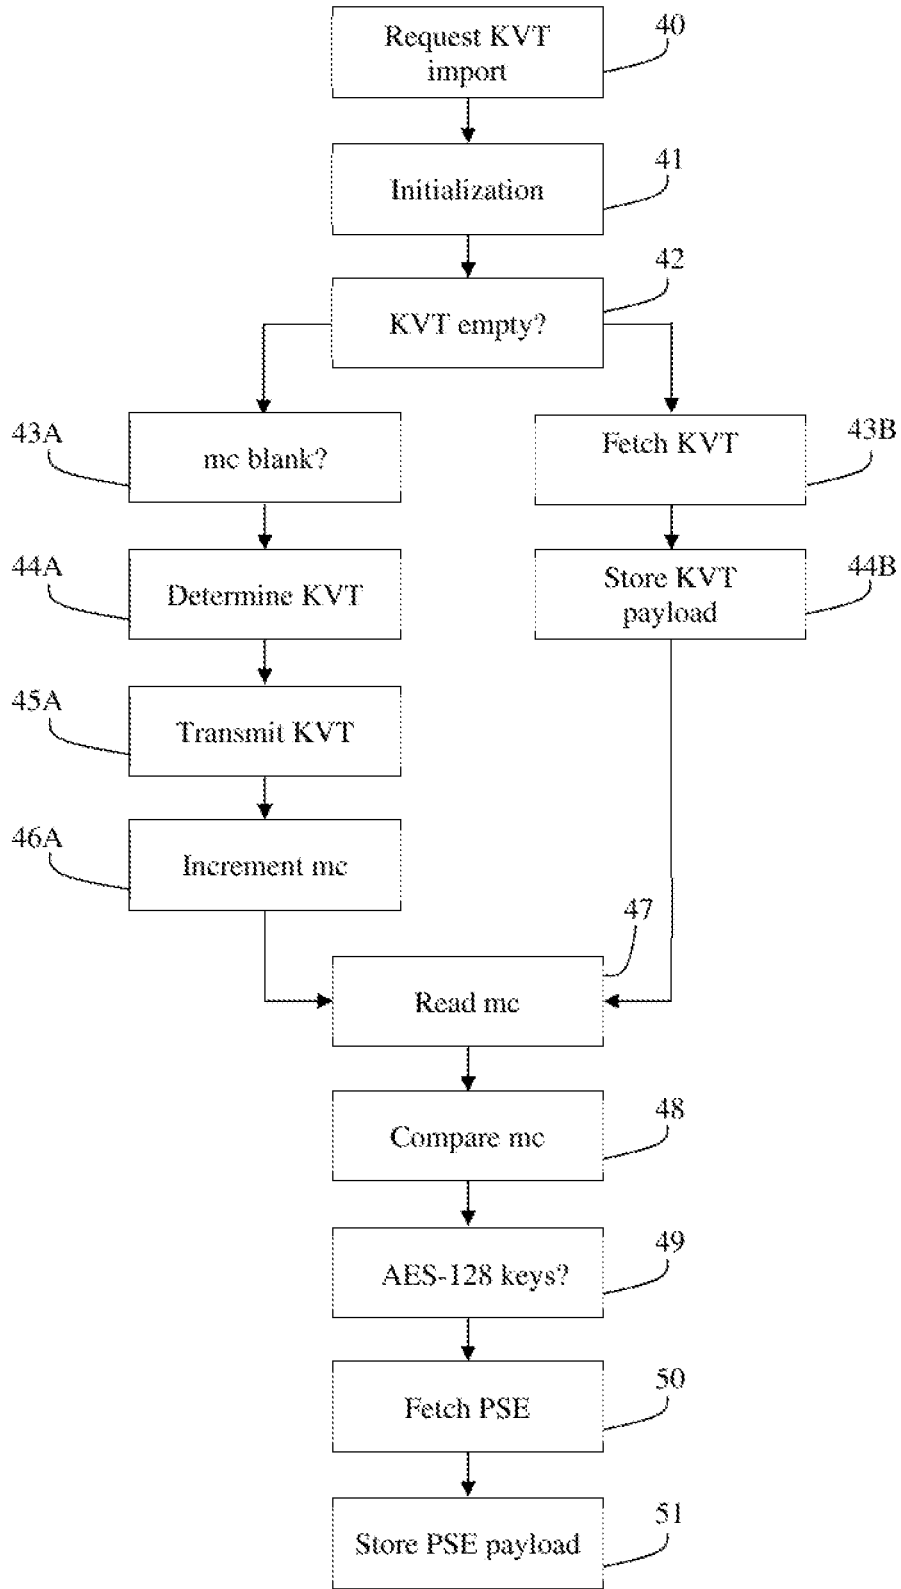 Request KVT
import
40
Initialization
41
KVT empty?
42
43A
mc blank?
Fetch KVT
43B
44A
Determine KVT
Store KVT
payload
44B
45A
Transmit KVT
46A
Increment mc
47
Read mc
Compare mc
48
AES-128 keys?
49
Fetch PSE
50
Store PSE payload
51